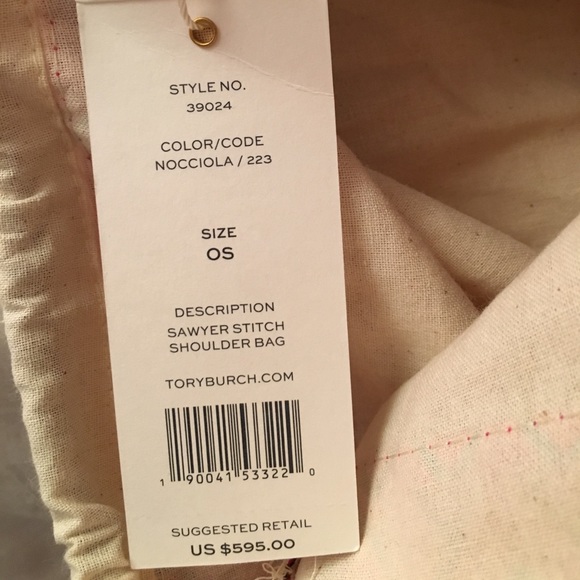 STYLE NO.
39024
COLOR/CODE
NOCCIOLA / 223
SIZE
OS
DESCRIPTION
SAWYER STITCH
SHOULDER BAG
TORYBURCH.COM
1 90041 53322 0
SUGGESTED RETAIL
US $595.00